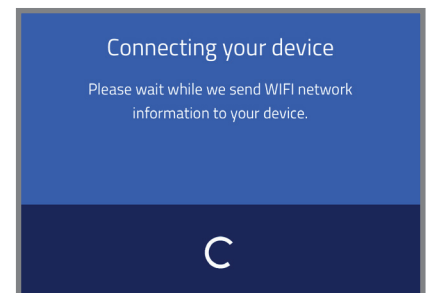 Connecting your device
Please wait while we send WIFI network
information to your device.